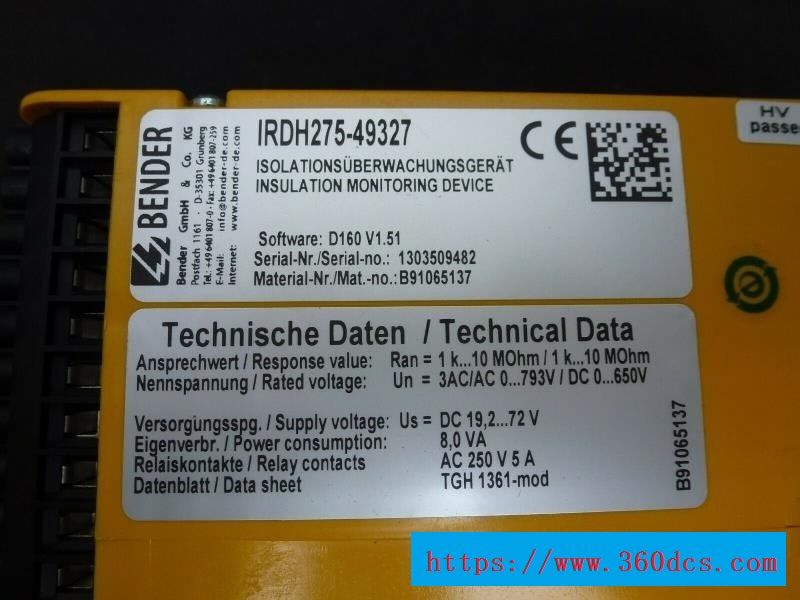 IRDH275-49327
ISOLATIONSÜBERWACHUNGSGERÄT
INSULATION MONITORING DEVICE
Software: D160 V1.51
Serial-Nr./Serial-no.: 1303509482
Material-Nr./Mat.-no.: B91065137
BENDER
Bender GmbH & Co. KG
Postfach 1161 · D-35301 Grünberg
Tel.: +49 6401 807-0 · Fax: +49 6401 807-259
E-Mail: info@bender-de.com
Internet: www.bender-de.com
CE
HV
passe
Technische Daten / Technical Data
Ansprechwert / Response value: Ran = 1 k...10 MOhm / 1 k...10 MOhm
Nennspannung / Rated voltage: Un = 3AC/AC 0...793V / DC 0...650V
Versorgungsspg. / Supply voltage: Us = DC 19,2...72 V
Eigenverbr. / Power consumption: 8,0 VA
Relaiskontakte / Relay contacts AC 250 V 5 A
Datenblatt / Data sheet TGH 1361-mod
B91065137
https://www.360dcs.com